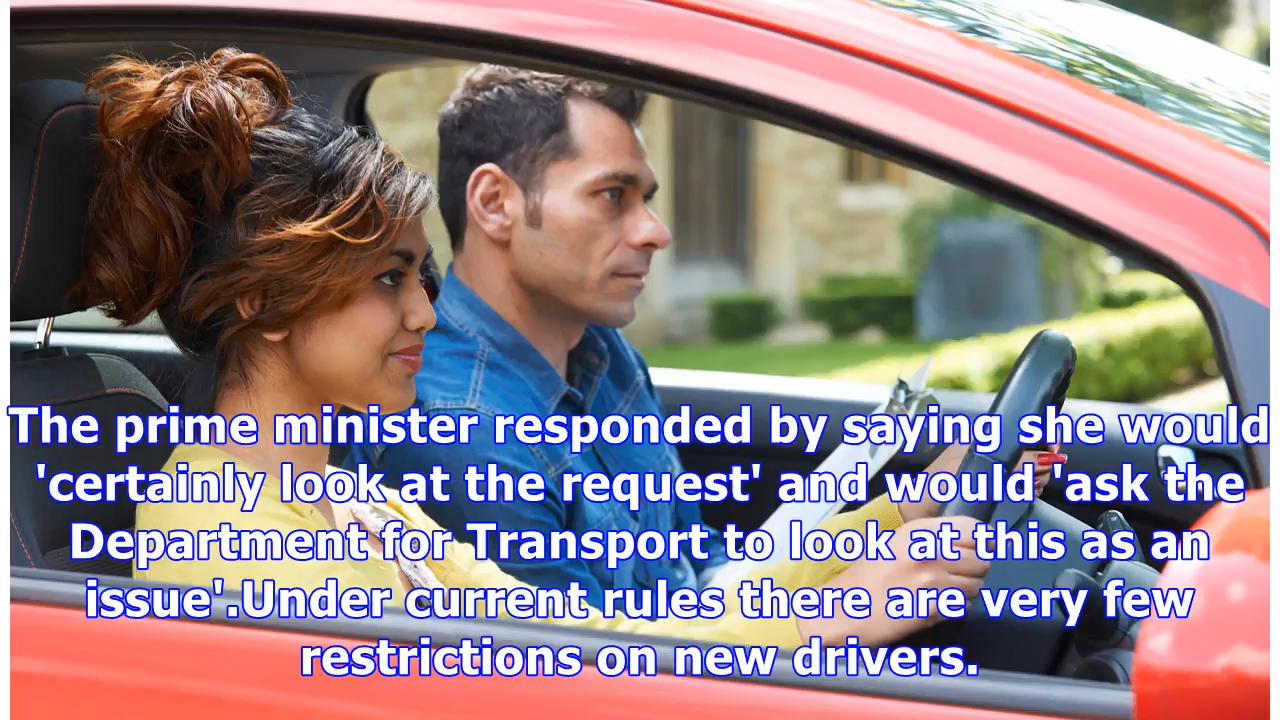 The prime minister responded by saying she would
'certainly look at the request' and would 'ask the
Department for Transport to look at this as an
issue'.Under current rules there are very few
restrictions on new drivers.